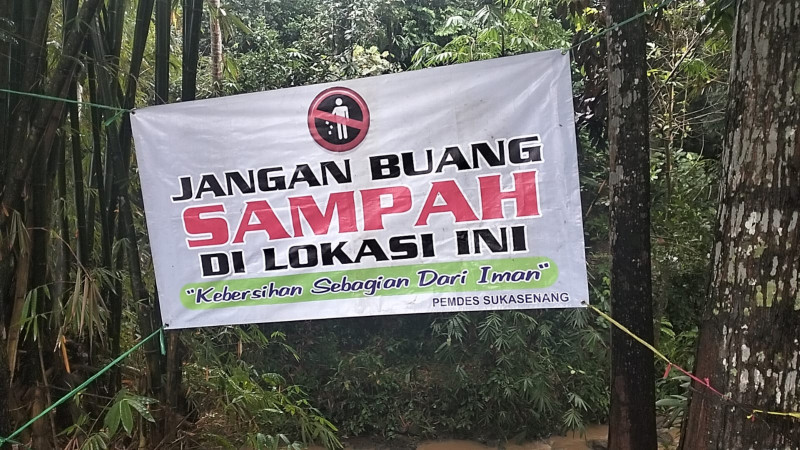 JANGAN BUANG
SAMPAH
DI LOKASI INI
"Kebersihan Sebagian Dari Iman"
PEMDES SUKASENANG